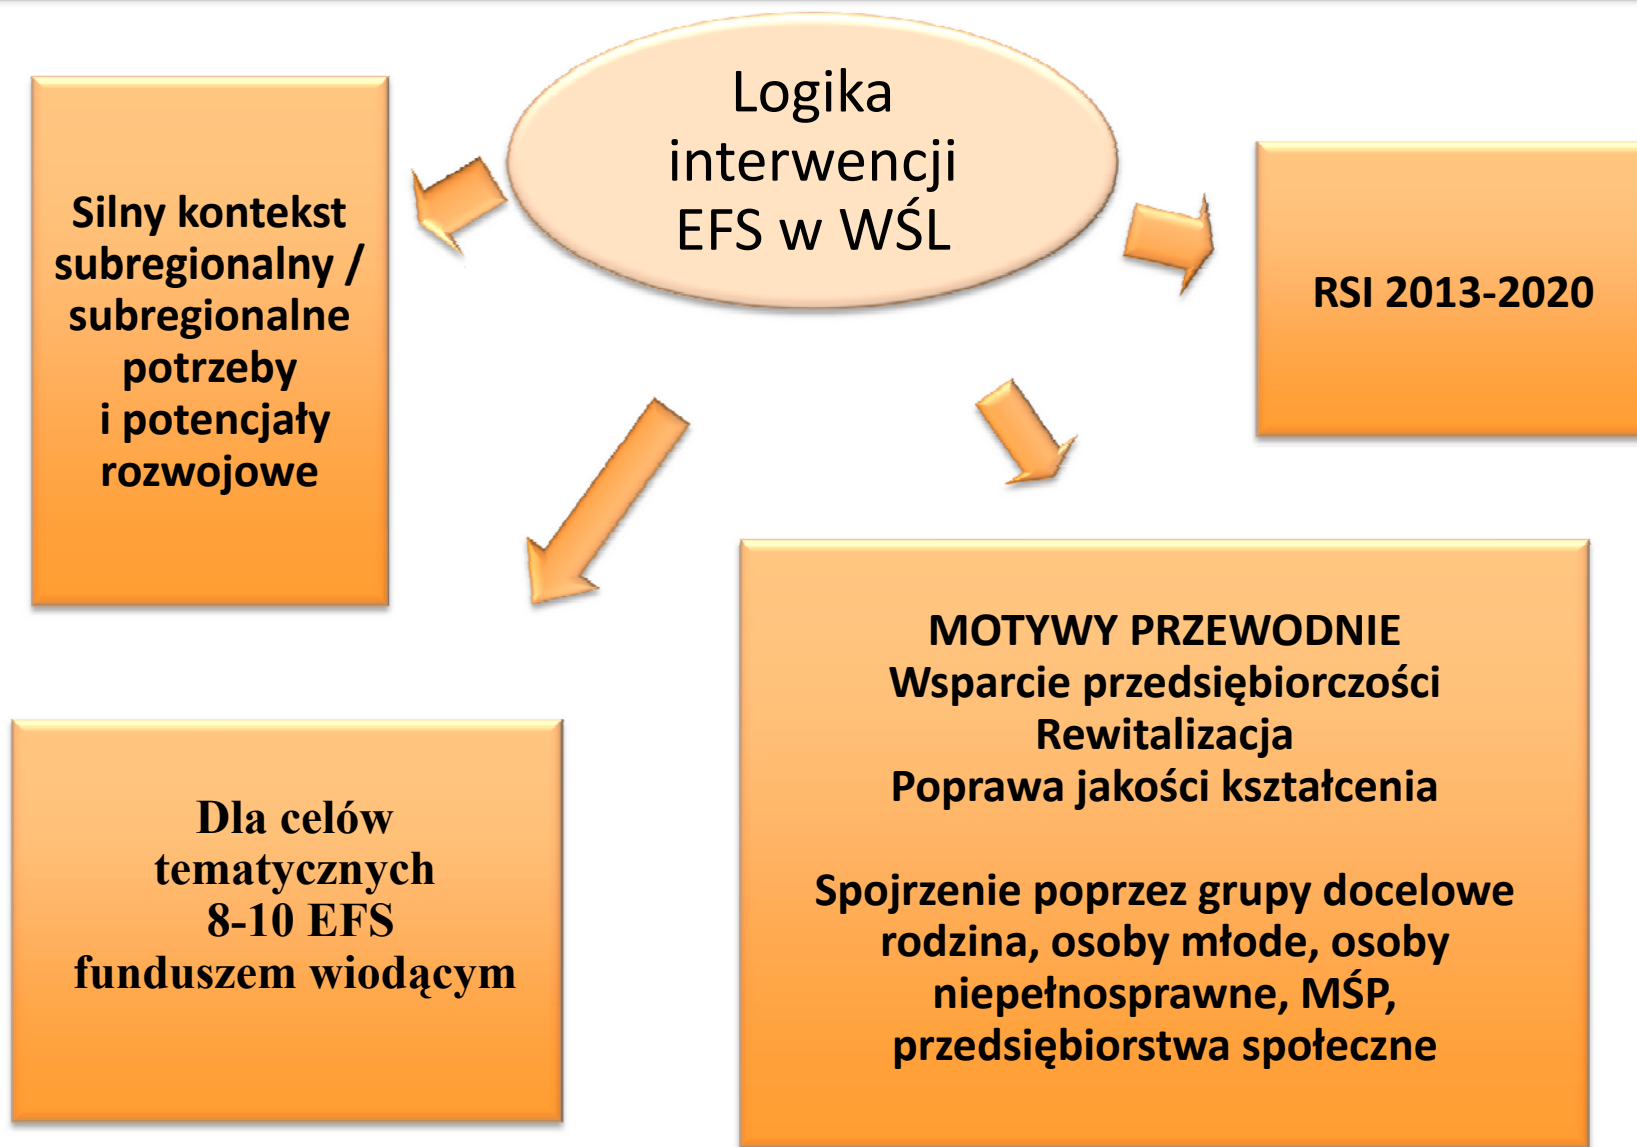 Logika
interwencji
EFS w WŚL
Silny kontekst
subregionalny /
subregionalne
potrzeby
i potencjały
rozwojowe
RSI 2013-2020
Dla celów
tematycznych
8-10 EFS
funduszem wiodącym
MOTYWY PRZEWODNIE
Wsparcie przedsiębiorczości
Rewitalizacja
Poprawa jakości kształcenia
Spojrzenie poprzez grupy docelowe
rodzina, osoby młode, osoby
niepełnosprawne, MŚP,
przedsiębiorstwa społeczne